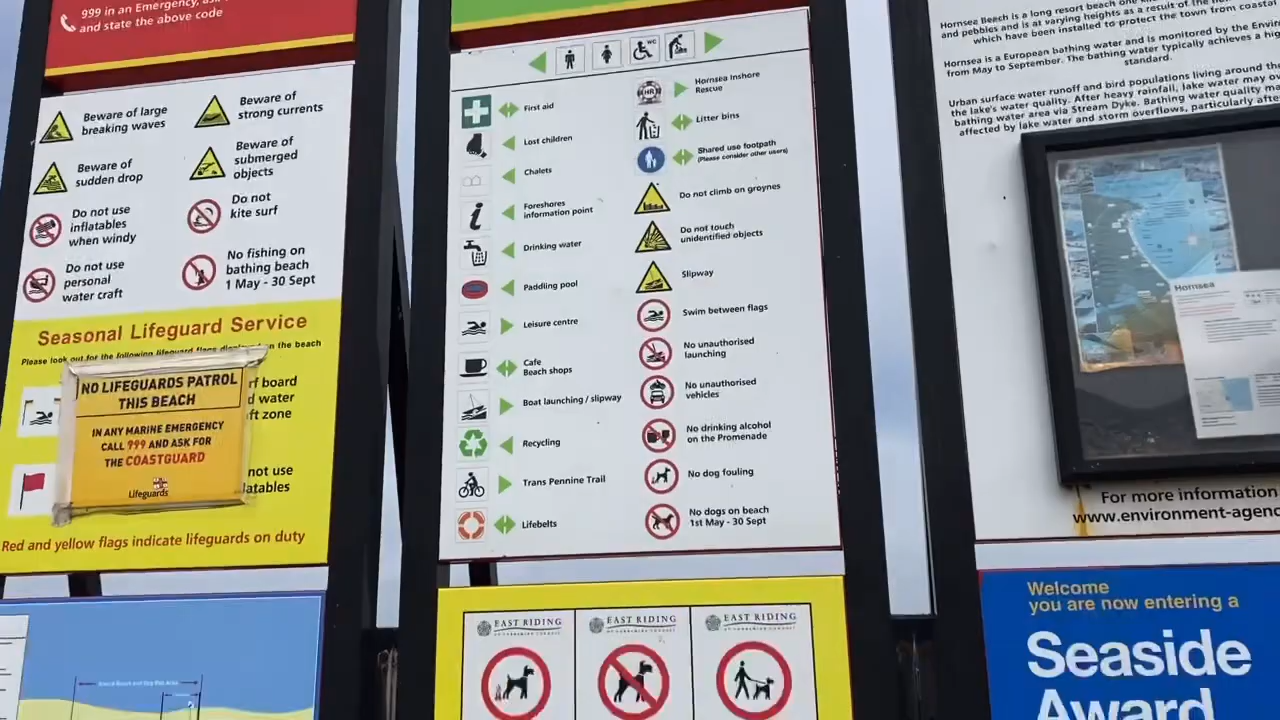 999 in an Emergency, ask
and state the above code
Beware of large
breaking waves
Beware of
strong currents
Beware of
sudden drop
Beware of
submerged
objects
Do not use
inflatables
when windy
Do not
kite surf
Do not use
personal
water craft
No fishing on
bathing beach
1 May - 30 Sept
Seasonal Lifeguard Service
Please look out for the following lifeguard flags displayed on the beach
NO LIFEGUARDS PATROL
THIS BEACH
IN ANY MARINE EMERGENCY
CALL 999 AND ASK FOR
THE COASTGUARD
Lifeguards
rf board
d water
ft zone
not use
latables
Red and yellow flags indicate lifeguards on duty
WC
First aid
Lost children
Chalets
Foreshores
information point
Drinking water
Paddling pool
Leisure centre
Cafe
Beach shops
Boat launching / slipway
Recycling
Trans Pennine Trail
Lifebelts
HIR
Hornsea Inshore
Rescue
Litter bins
Shared use footpath
(Please consider other users)
Do not climb on groynes
Do not touch
unidentified objects
Slipway
Swim between flags
No unauthorised
launching
No unauthorised
vehicles
No drinking alcohol
on the Promenade
No dog fouling
No dogs on beach
1st May - 30 Sept
EAST RIDING
OF YORKSHIRE COUNCIL
EAST RIDING
OF YORKSHIRE COUNCIL
EAST RIDING
OF YORKSHIRE COUNCIL
Hornsea Beach is a long resort beach
and pebbles and is at varying heights as a result of the
which have been installed to protect the town from coastal
Hornsea is a European bathing water and is monitored by the
from May to September. The bathing water typically achieves a
standard.
Urban surface water runoff and bird populations living around the
the lake's water quality. After heavy rainfall, lake water may
bathing water area via Stream Dyke. Bathing water quality
affected by lake water and storm overflows, particularly
Hornsea
For more information
www.environment-agenc
Welcome
you are now entering a
Seaside
Award